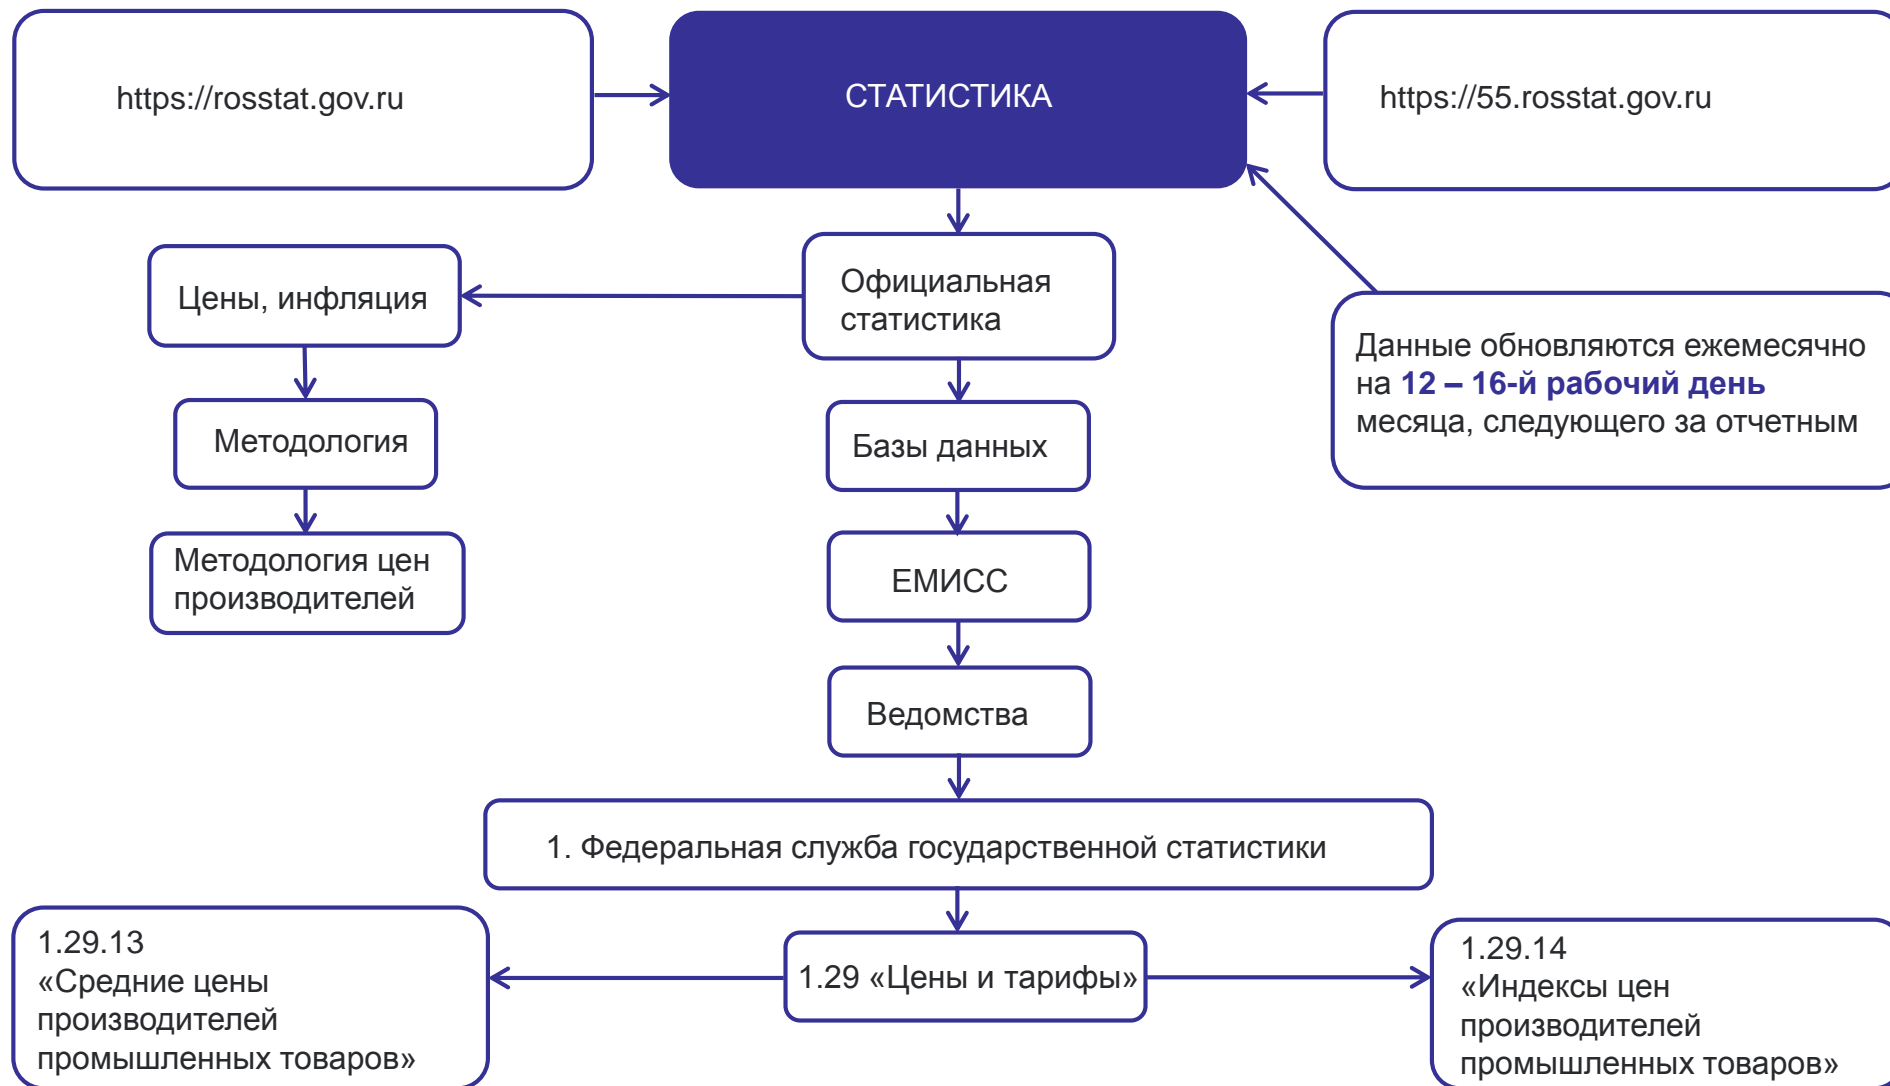 https://rosstat.gov.ru
СТАТИСТИКА
https://55.rosstat.gov.ru
Цены, инфляция
Официальная
статистика
Данные обновляются ежемесячно
на 12 – 16-й рабочий день
месяца, следующего за отчетным
Методология
Базы данных
Методология цен
производителей
ЕМИСС
Ведомства
1. Федеральная служба государственной статистики
1.29.13
«Средние цены
производителей
промышленных товаров»
1.29 «Цены и тарифы»
1.29.14
«Индексы цен
производителей
промышленных товаров»